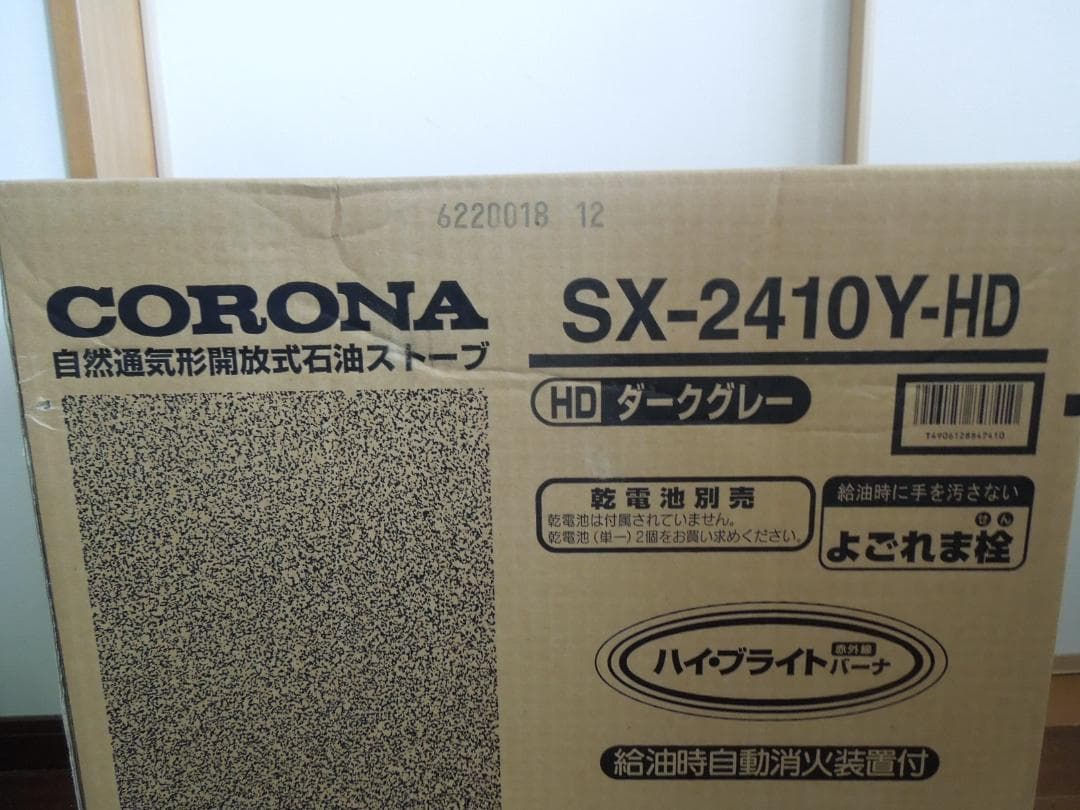 6220018 12
CORONA
自然通気形開放式石油ストーブ
SX-2410Y-HD
HD ダークグレー
T4906128847410
乾電池別売
乾電池は付属されていません。
乾電池(単一)2個をお買い求めください。
給油時に手を汚さない
せん
よごれま栓
ハイ・ブライト 赤外線
バーナ
給油時自動消火装置付